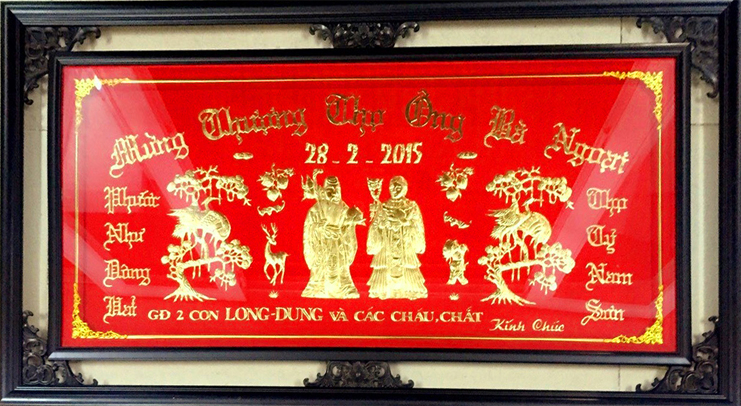 Mừng Thượng Thọ Ông Bà Ngoại
28-2-2015
Phước
Như
Đông
Hải
Thọ
Tỷ
Nam
Sơn
GĐ 2 CON LONG-DUNG VÀ CÁC CHÁU, CHẮT
Kính Chúc